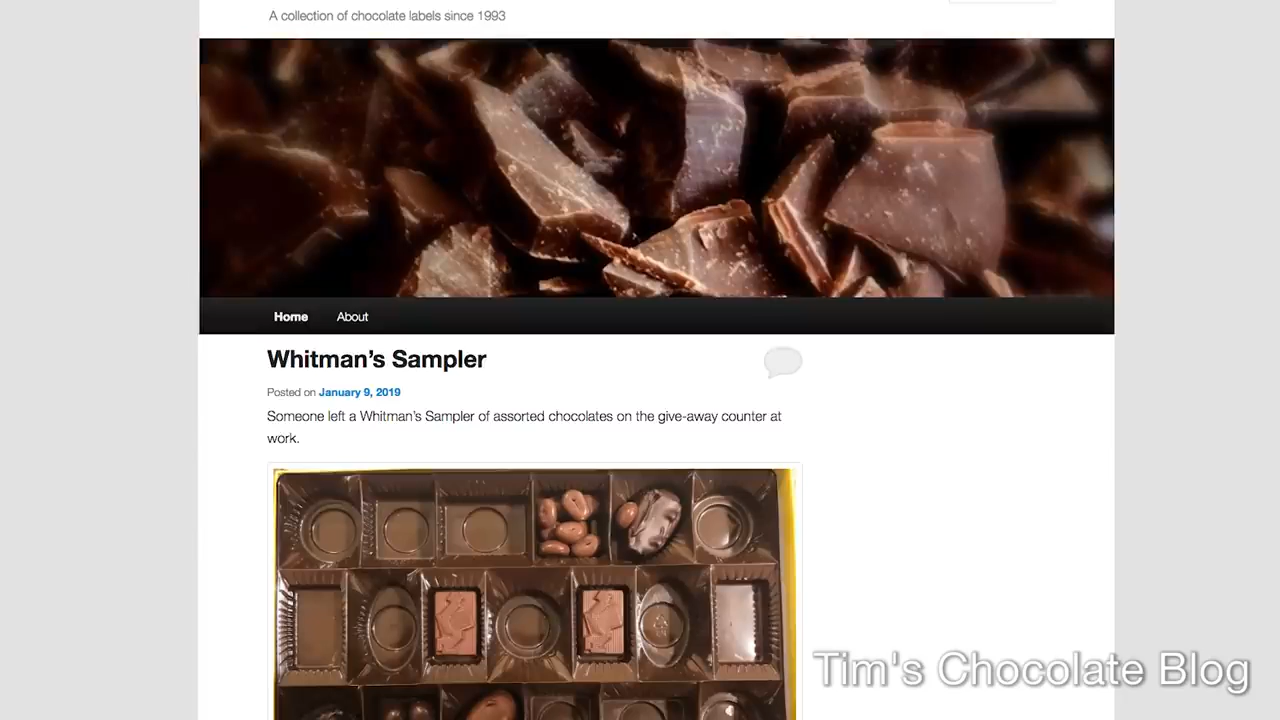 A collection of chocolate labels since 1993
Home About
Whitman’s Sampler
Posted on January 9, 2019
Someone left a Whitman’s Sampler of assorted chocolates on the give-away counter at
work.
Tim's Chocolate Blog